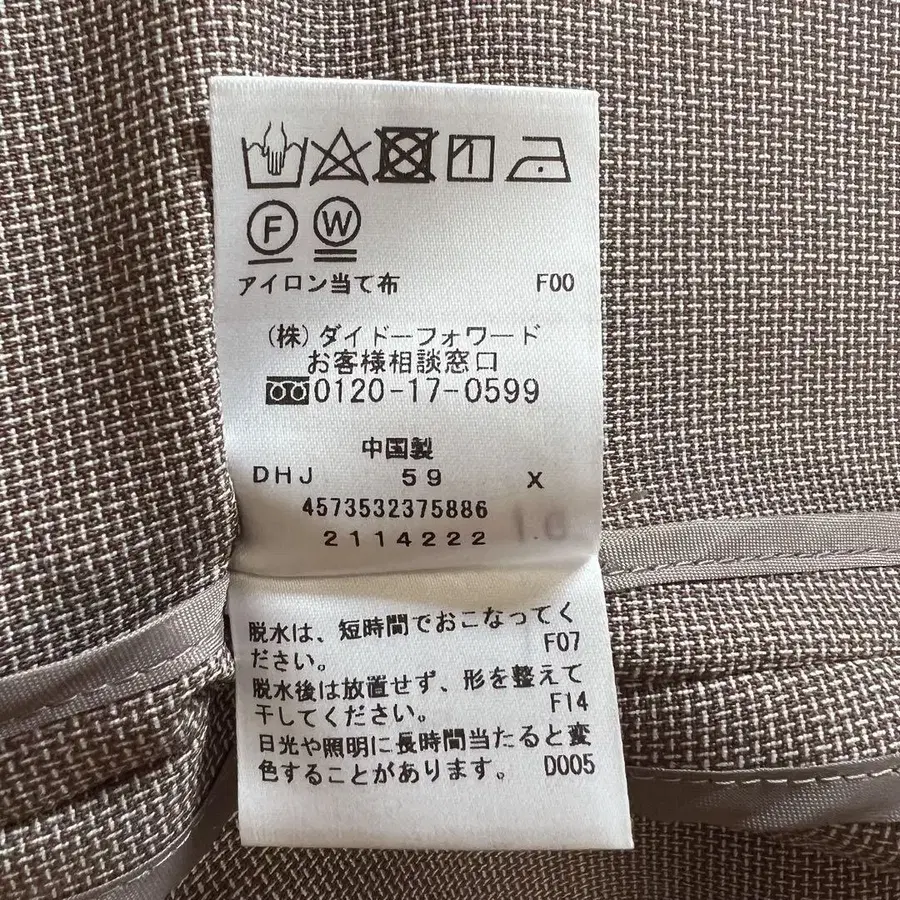 F
W
アイロン当て布 F00
(株)ダイドーフォワード
お客様相談窓口
0120-17-0599
中国製
DHJ 59 X
4573532375886
2114222
脱水は、短時間でおこなってく
ださい。 F07
脱水後は放置せず、形を整えて
干してください。 F14
日光や照明に長時間当たると変
色することがあります。 D005